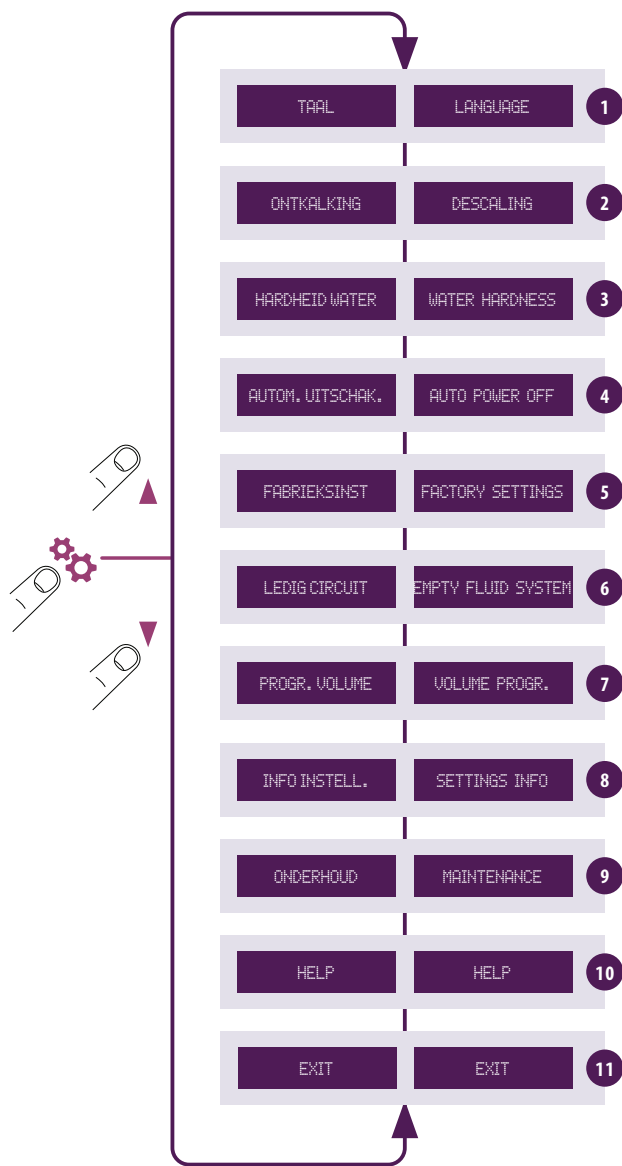 TAAL LANGUAGE 1
ONTKALKING DESCALING 2
HARDHEID WATER WATER HARDNESS 3
AUTOM. UITSCHAK. AUTO POWER OFF 4
FABRIEKSINST FACTORY SETTINGS 5
LEDIG CIRCUIT EMPTY FLUID SYSTEM 6
PROGR. VOLUME VOLUME PROGR. 7
INFO INSTELL. SETTINGS INFO 8
ONDERHOUD MAINTENANCE 9
HELP HELP 10
EXIT EXIT 11